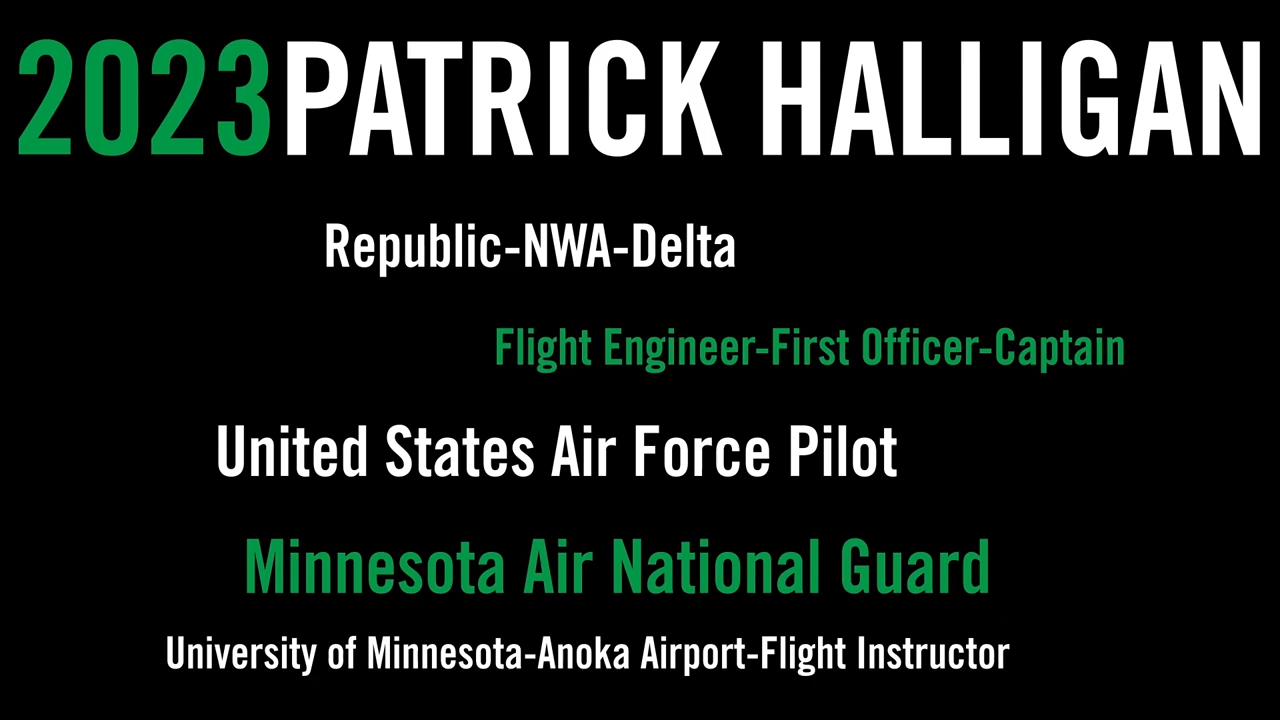 2023PATRICK HALLIGAN
Republic-NWA-Delta
Flight Engineer-First Officer-Captain
United States Air Force Pilot
Minnesota Air National Guard
University of Minnesota-Anoka Airport-Flight Instructor